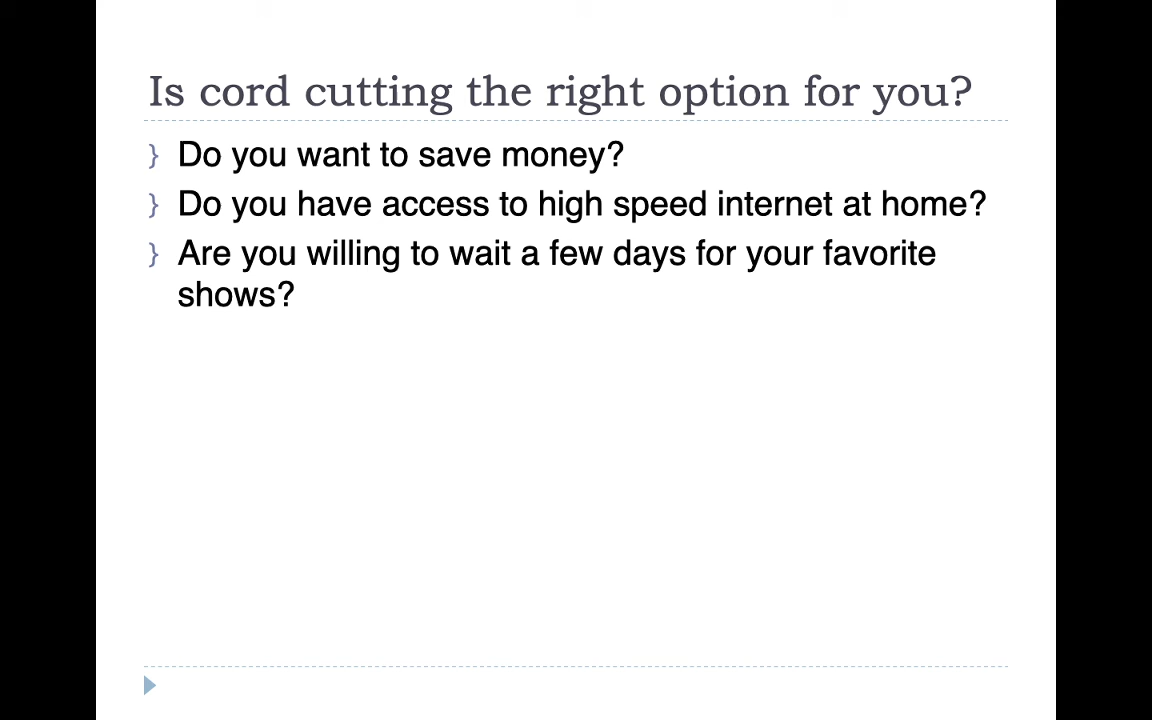 Is cord cutting the right option for you?
} Do you want to save money?
} Do you have access to high speed internet at home?
} Are you willing to wait a few days for your favorite
shows?